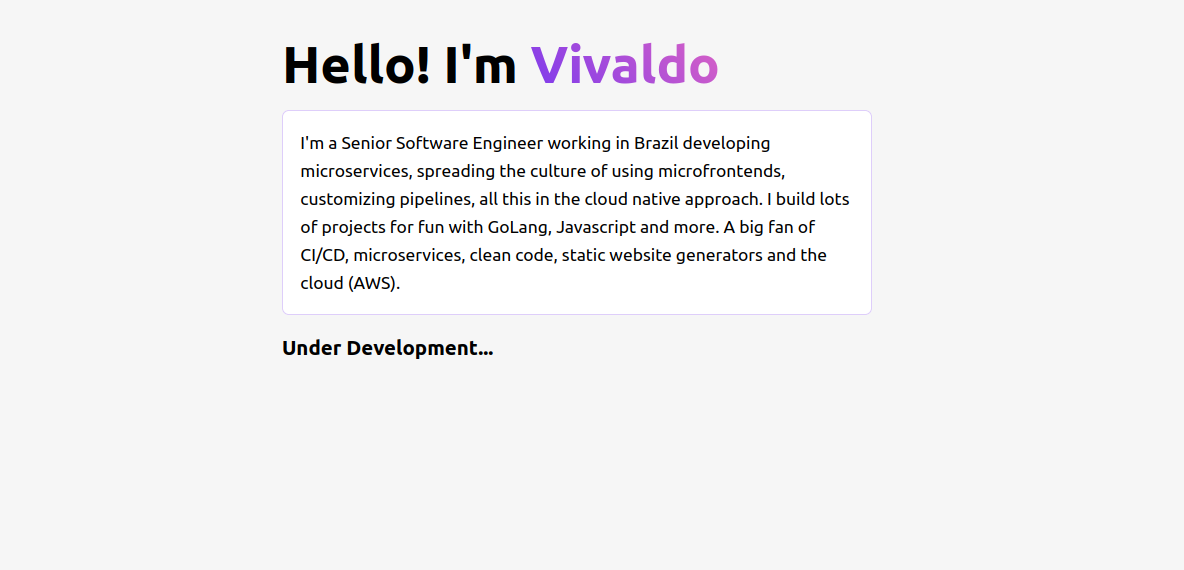 Hello! I'm Vivaldo
I'm a Senior Software Engineer working in Brazil developing
microservices, spreading the culture of using microfrontends,
customizing pipelines, all this in the cloud native approach. I build lots
of projects for fun with GoLang, Javascript and more. A big fan of
CI/CD, microservices, clean code, static website generators and the
cloud (AWS).
Under Development...